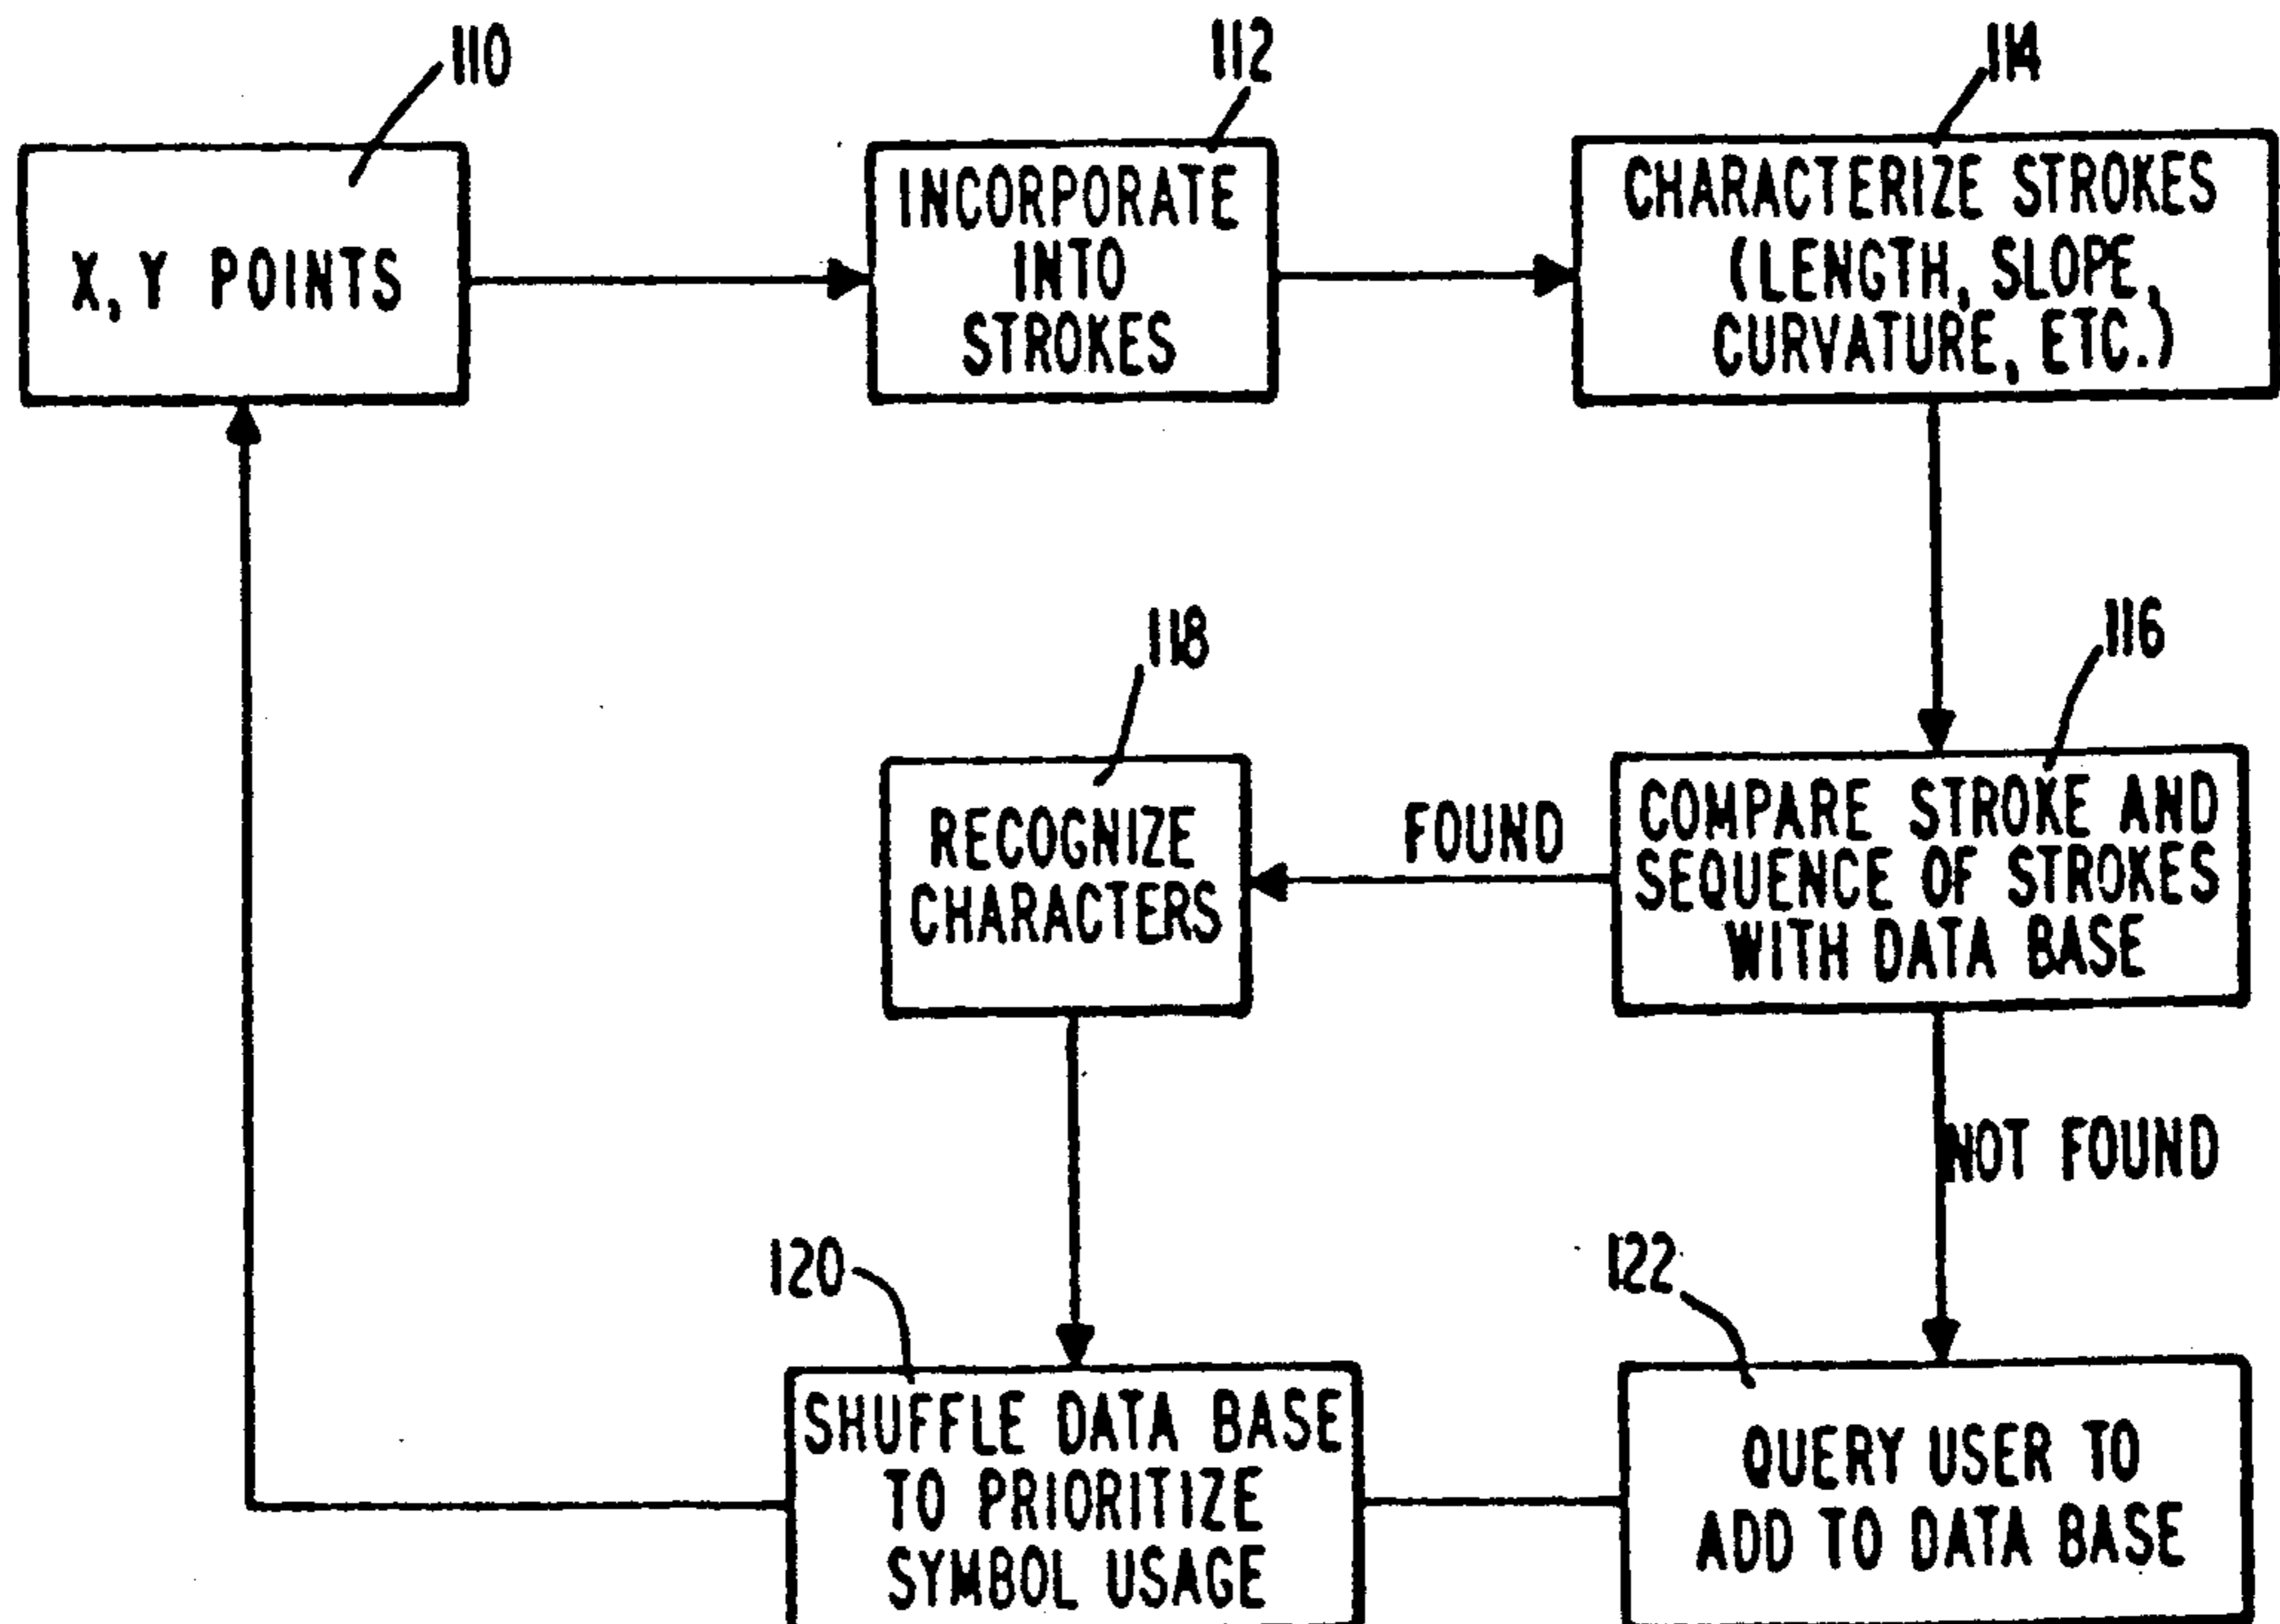 110
X, Y POINTS
112
INCORPORATE
INTO
STROKES
114
CHARACTERIZE STROKES
(LENGTH, SLOPE,
CURVATURE, ETC.)
116
COMPARE STROKE AND
SEQUENCE OF STROKES
WITH DATA BASE
FOUND
118
RECOGNIZE
CHARACTERS
NOT FOUND
120
SHUFFLE DATA BASE
TO PRIORITIZE
SYMBOL USAGE
122
QUERY USER TO
ADD TO DATA BASE